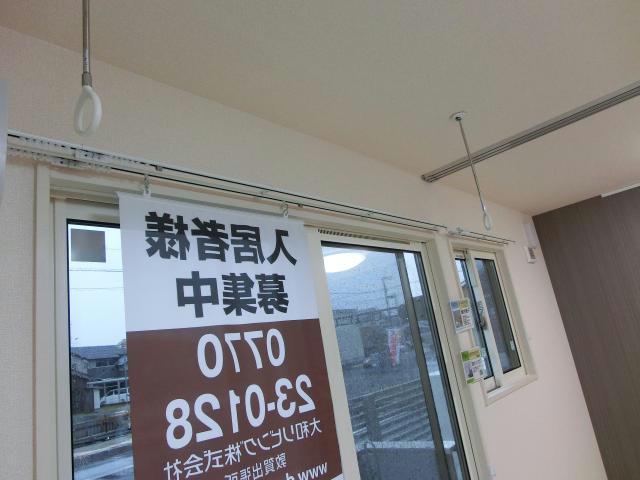 入居者様
募集中
0770
23-0128
大和リビング株式会社
敦賀出張所
www.d